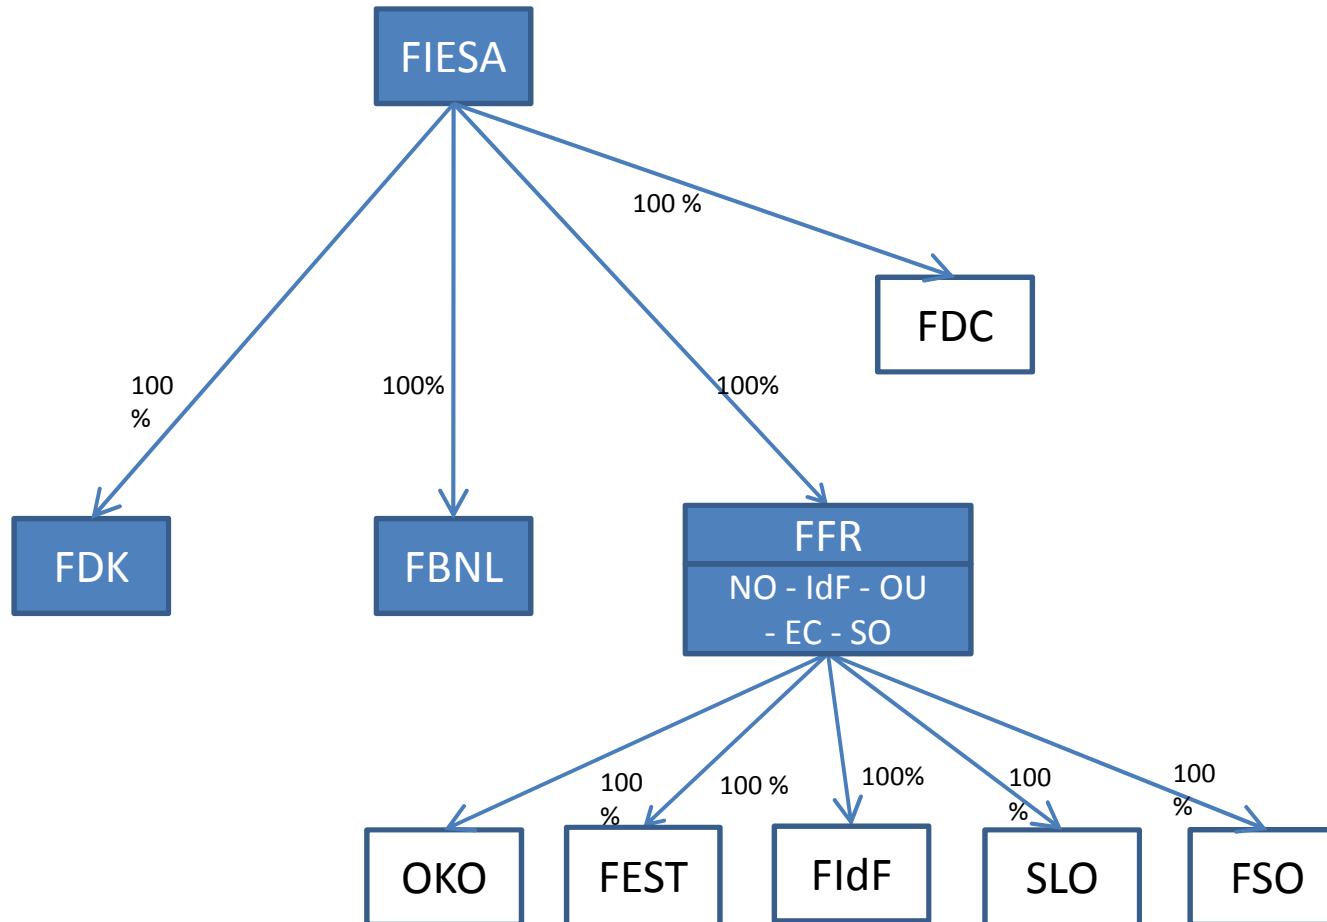 FIESA
100 %
FDC
100
%
100%
100%
FDK
FBNL
FFR
NO - IdF - OU
- EC - SO
100
%
100 %
100%
100
%
100
%
OKO
FEST
FIdF
SLO
FSO